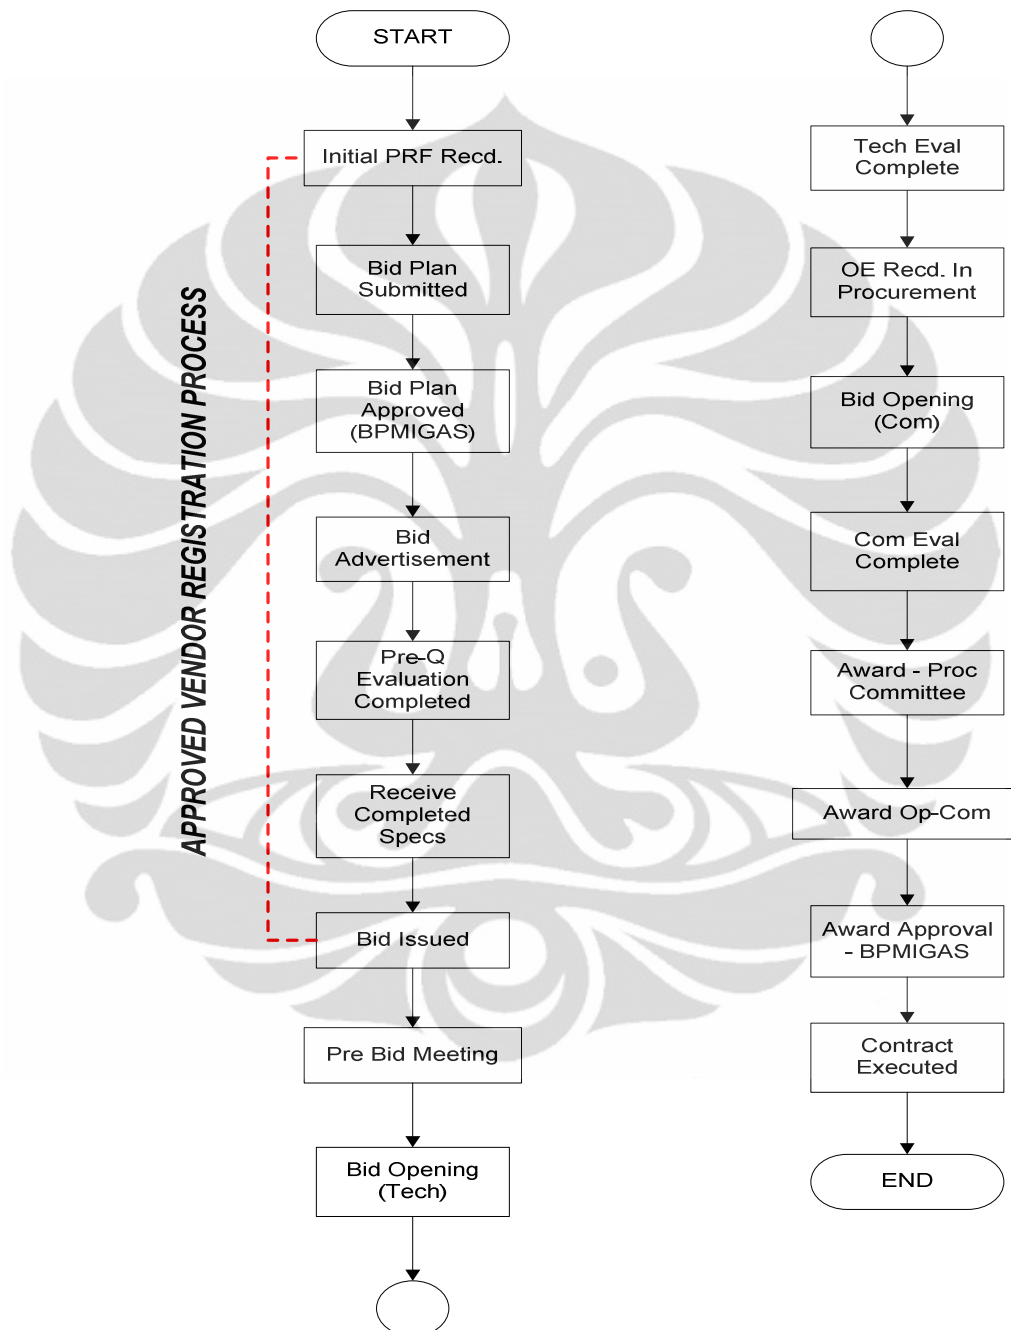 START
Initial PRF Recd.
Bid Plan
Submitted
Bid Plan
Approved
(BPMIGAS)
Bid
Advertisement
Pre-Q
Evaluation
Completed
Receive
Completed
Specs
Bid Issued
Pre Bid Meeting
Bid Opening
(Tech)
APPROVED VENDOR REGISTRATION PROCESS
Tech Eval
Complete
OE Recd. In
Procurement
Bid Opening
(Com)
Com Eval
Complete
Award - Proc
Committee
Award Op-Com
Award Approval
- BPMIGAS
Contract
Executed
END